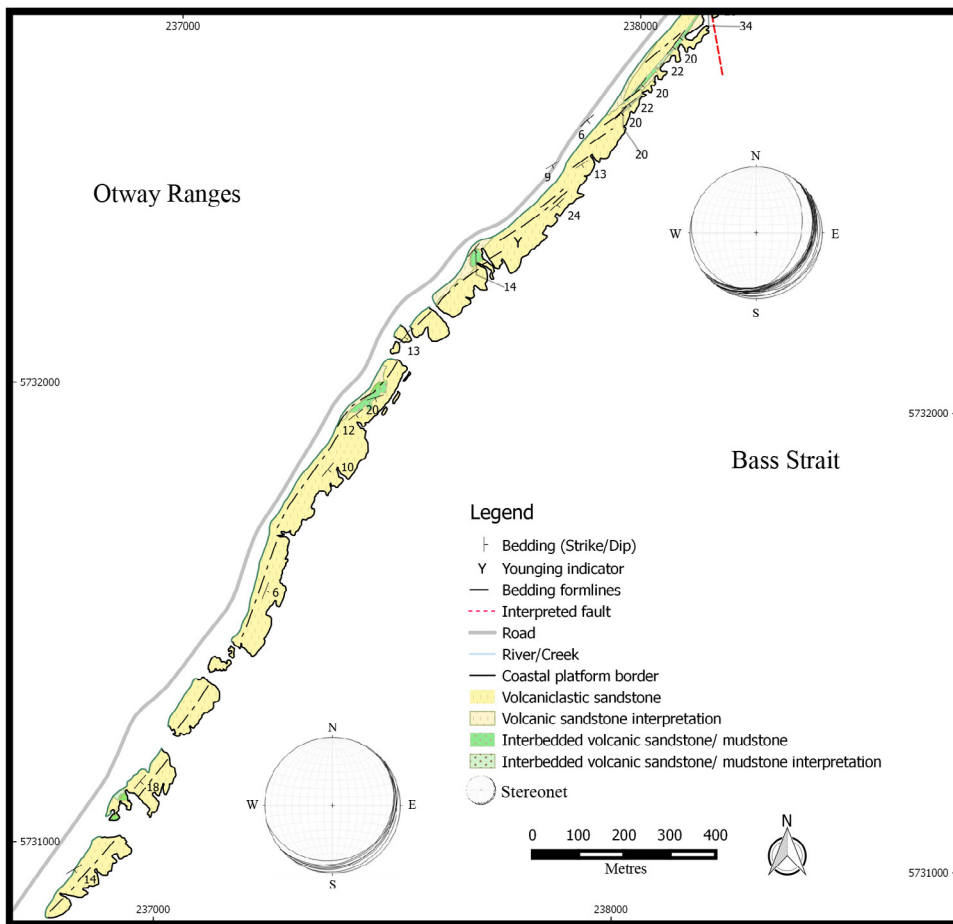 237000
238000
34
20
22
20
22
6
20
20
9
13
24
Otway Ranges
N
W
E
S
Y
14
13
5732000
5732000
20
12
10
Bass Strait
Legend
Bedding (Strike/Dip)
Y Younging indicator
Bedding formlines
Interpreted fault
Road
River/Creek
Coastal platform border
Volcaniclastic sandstone
Volcanic sandstone interpretation
Interbedded volcanic sandstone/ mudstone
Interbedded volcanic sandstone/ mudstone interpretation
Stereonet
6
N
W
E
S
18
14
0 100 200 300 400
Metres
N
5731000
5731000
237000
238000